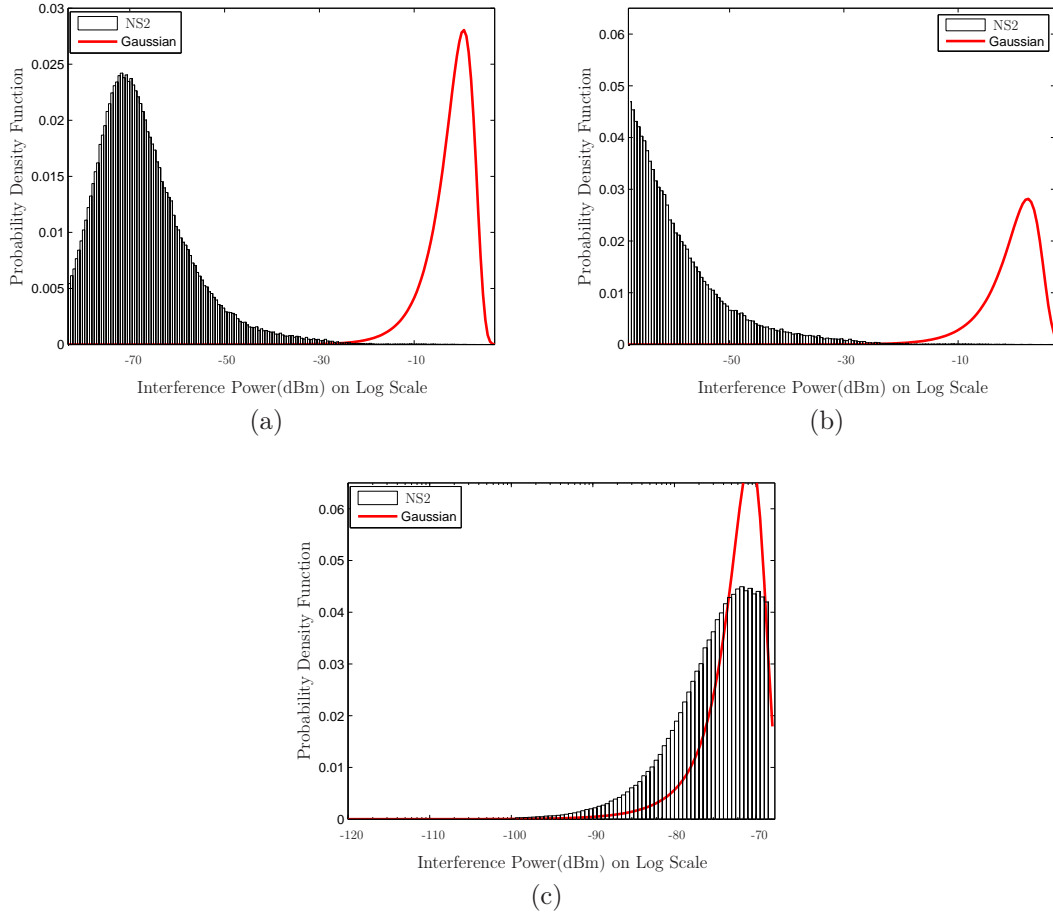 0.03
0.025
0.02
0.015
0.01
0.005
0
Probability Density Function
NS2
Gaussian
-70
-50
-30
-10
Interference Power(dBm) on Log Scale
(a)
0.06
0.05
0.04
0.03
0.02
0.01
0
Probability Density Function
NS2
Gaussian
-50
-30
-10
Interference Power(dBm) on Log Scale
(b)
0.06
0.05
0.04
0.03
0.02
0.01
0
Probability Density Function
NS2
Gaussian
-120
-110
-100
-90
-80
-70
Interference Power(dBm) on Log Scale
(c)